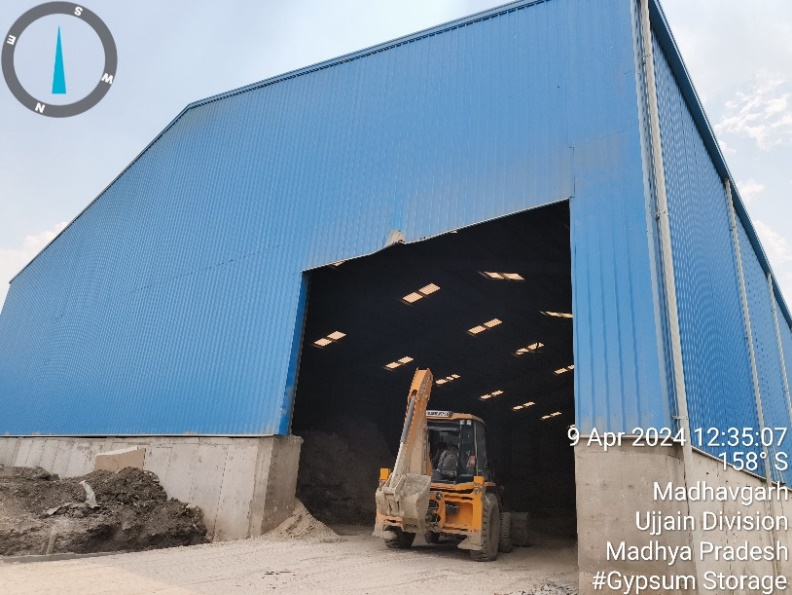 S
E
W
N
9 Apr 2024 12:35:07
158° S
Madhavgarh
Ujjain Division
Madhya Pradesh
#Gypsum Storage